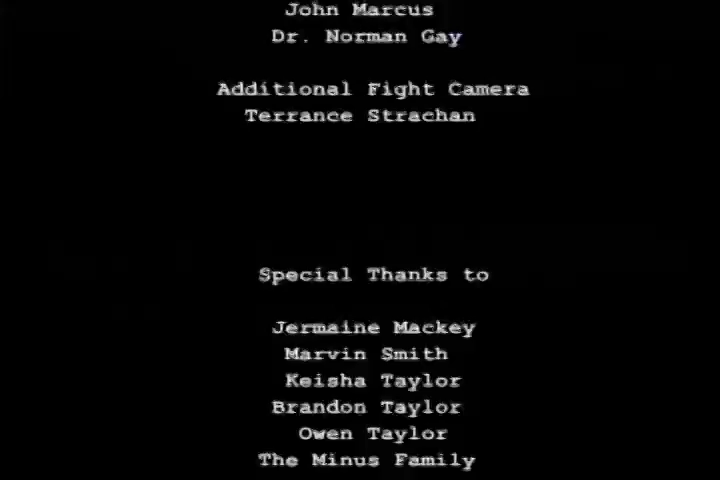 John Marcus
Dr. Norman Gay
Additional Fight Camera
Terrance Strachan
Special Thanks to
Jermaine Mackey
Marvin Smith
Keisha Taylor
Brandon Taylor
Owen Taylor
The Minus Family